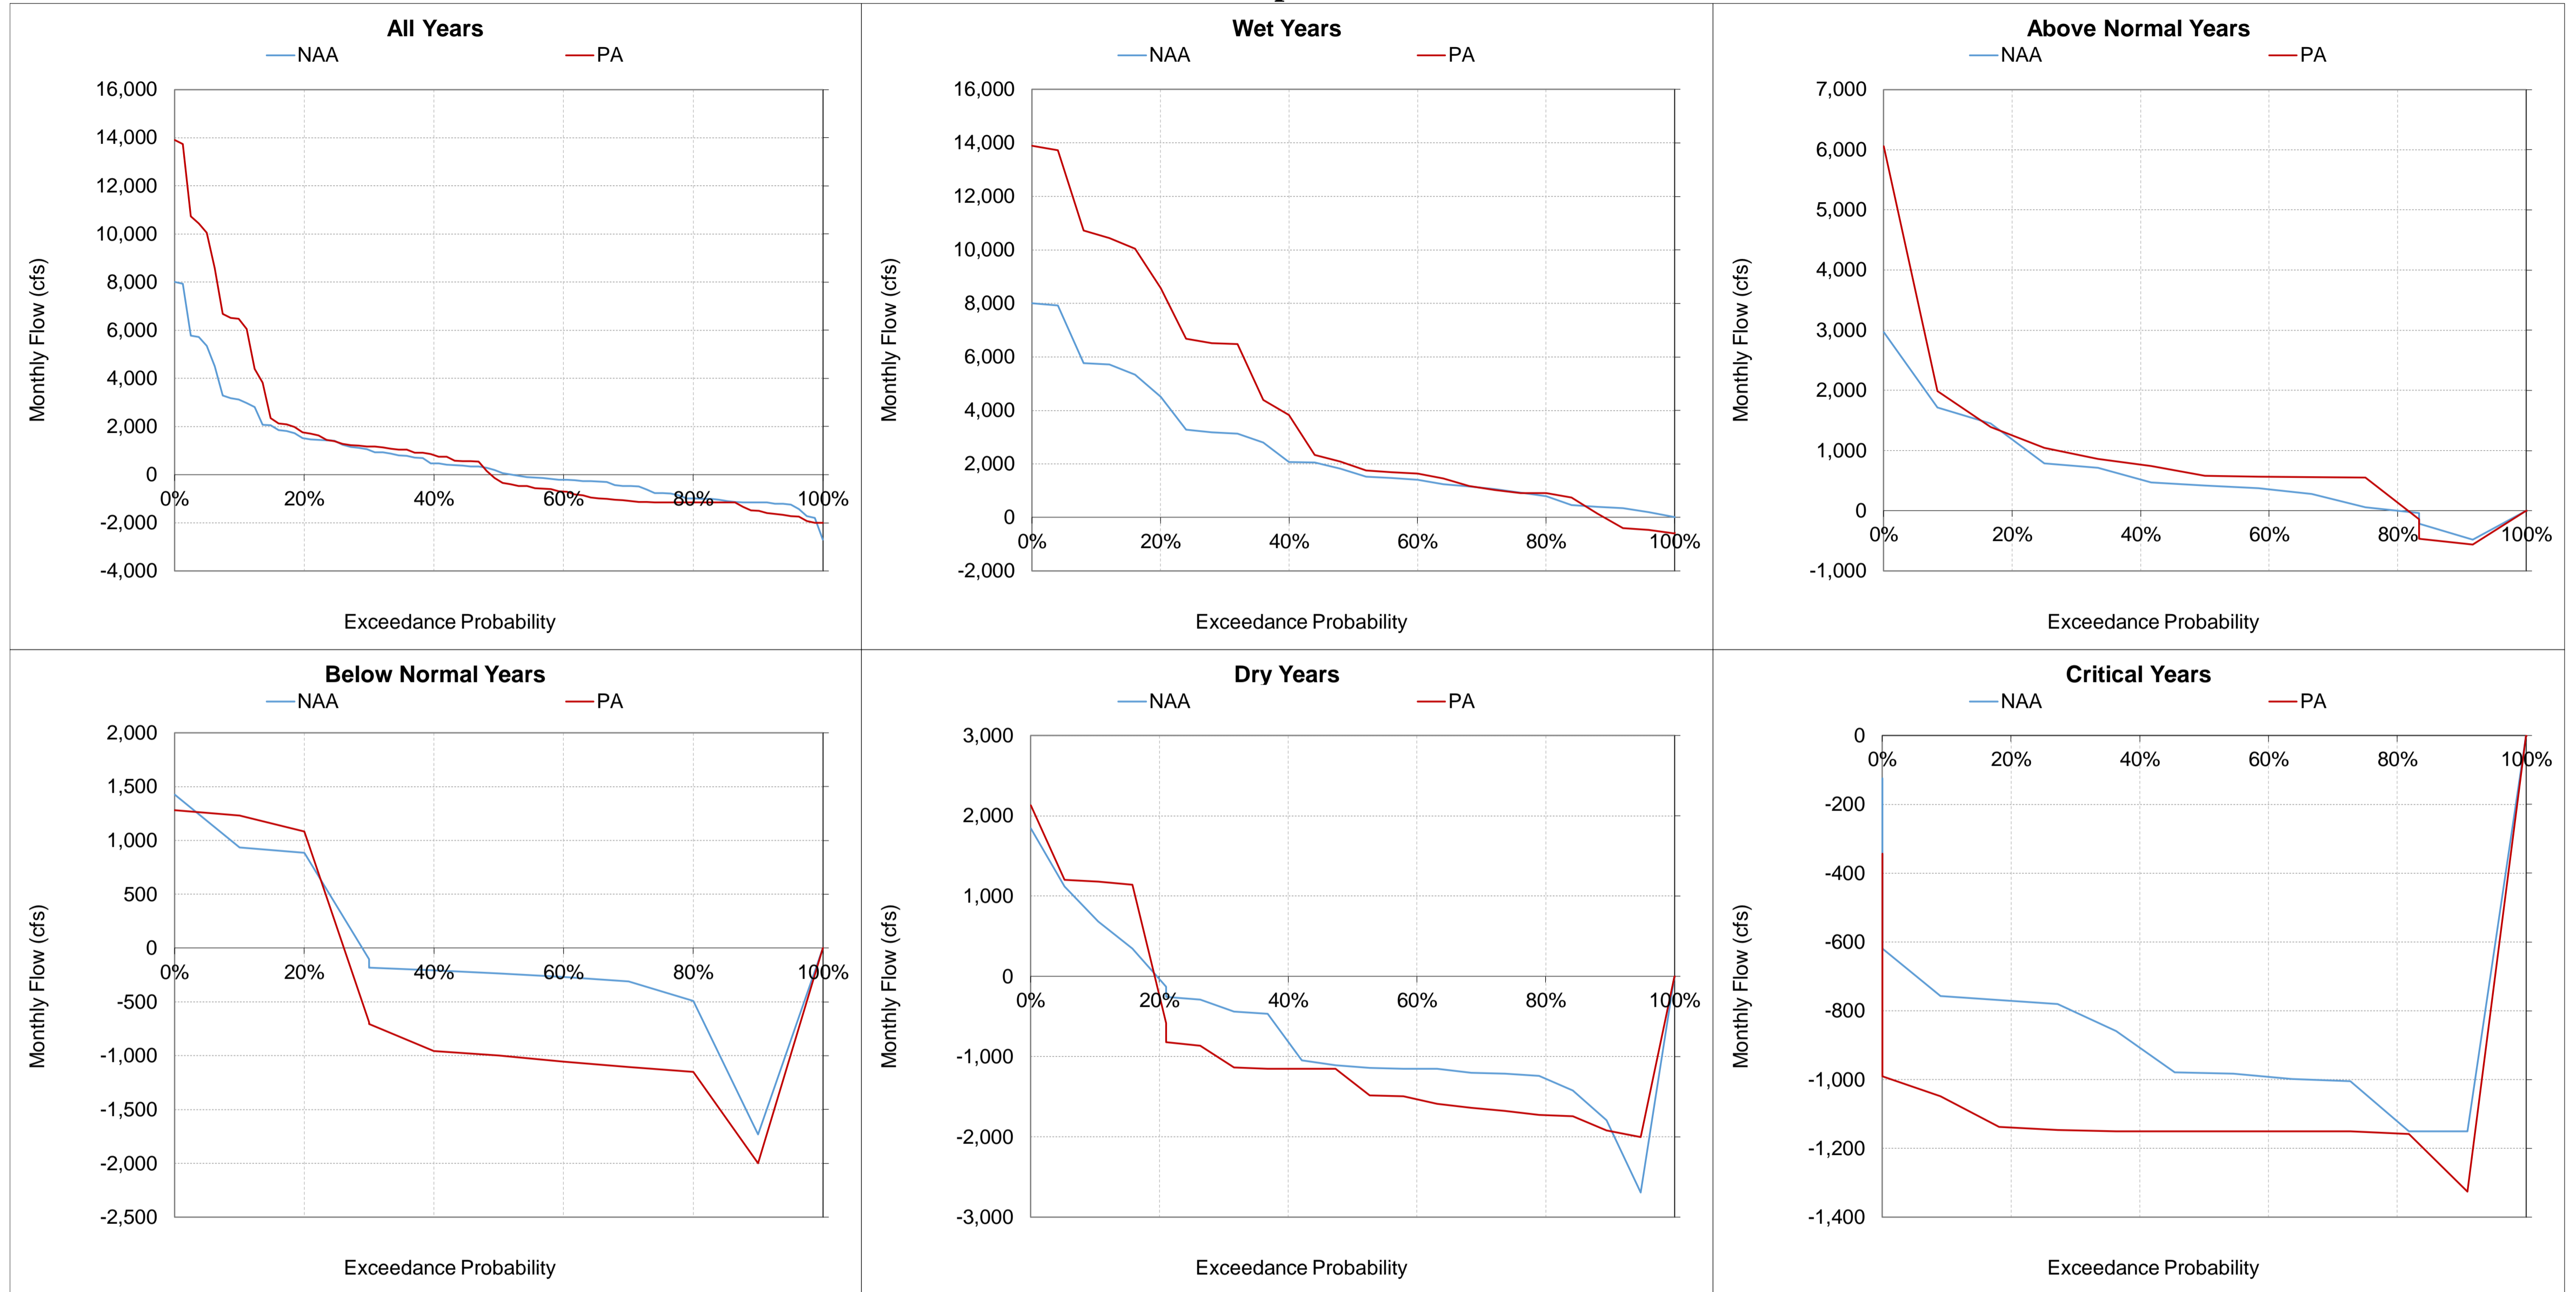 All Years
NAA PA
16,000
14,000
12,000
10,000
8,000
6,000
4,000
2,000
0
-2,000
-4,000
0% 20% 40% 60% 80% 100%
Monthly Flow (cfs)
Exceedance Probability
Wet Years
NAA PA
16,000
14,000
12,000
10,000
8,000
6,000
4,000
2,000
0
-2,000
0% 20% 40% 60% 80% 100%
Monthly Flow (cfs)
Exceedance Probability
Above Normal Years
NAA PA
7,000
6,000
5,000
4,000
3,000
2,000
1,000
0
-1,000
0% 20% 40% 60% 80% 100%
Monthly Flow (cfs)
Exceedance Probability
Below Normal Years
NAA PA
2,000
1,500
1,000
500
0
-500
-1,000
-1,500
-2,000
-2,500
0% 20% 40% 60% 80% 100%
Monthly Flow (cfs)
Exceedance Probability
Dry Years
NAA PA
3,000
2,000
1,000
0
-1,000
-2,000
-3,000
0% 20% 40% 60% 80% 100%
Monthly Flow (cfs)
Exceedance Probability
Critical Years
NAA PA
0
-200
-400
-600
-800
-1,000
-1,200
-1,400
0% 20% 40% 60% 80% 100%
Monthly Flow (cfs)
Exceedance Probability